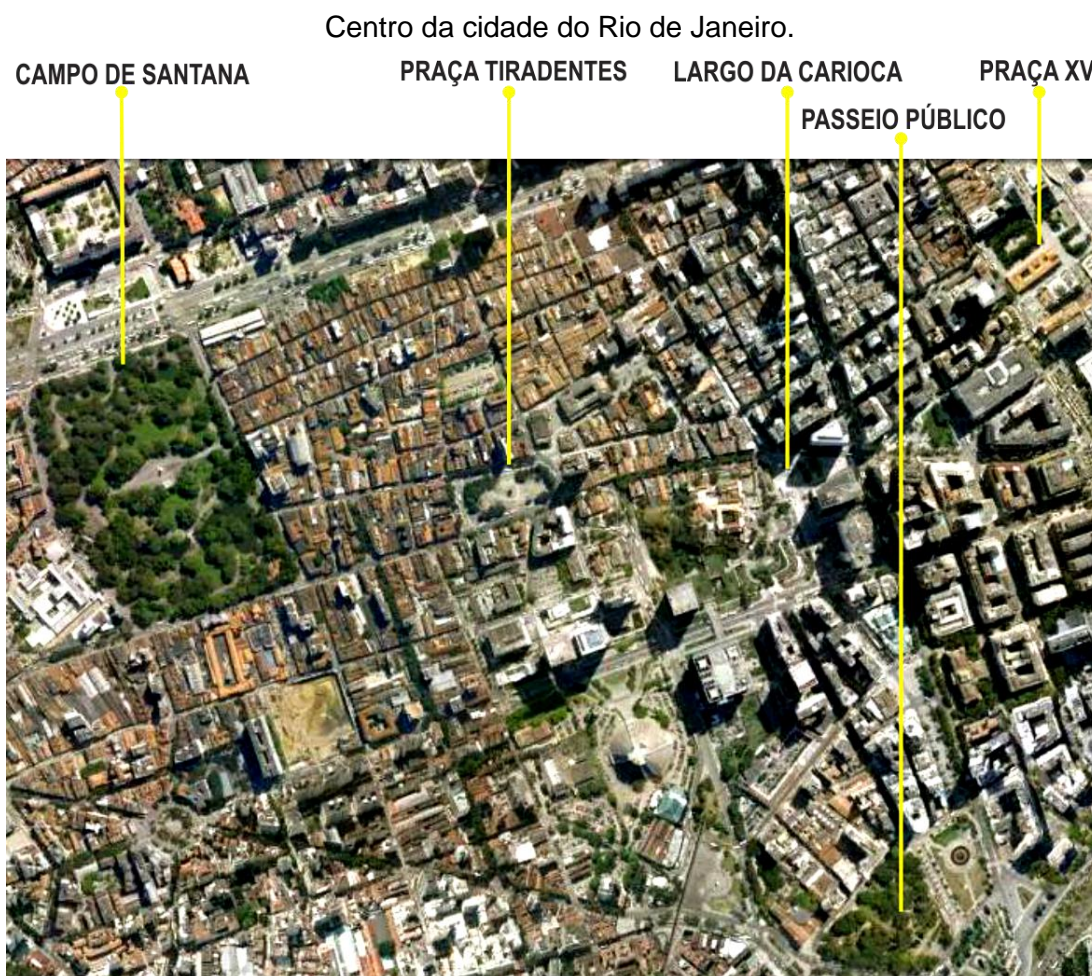 Centro da cidade do Rio de Janeiro.
CAMPO DE SANTANA
PRAÇA TIRADENTES
LARGO DA CARIOCA
PRAÇA XV
PASSEIO PÚBLICO